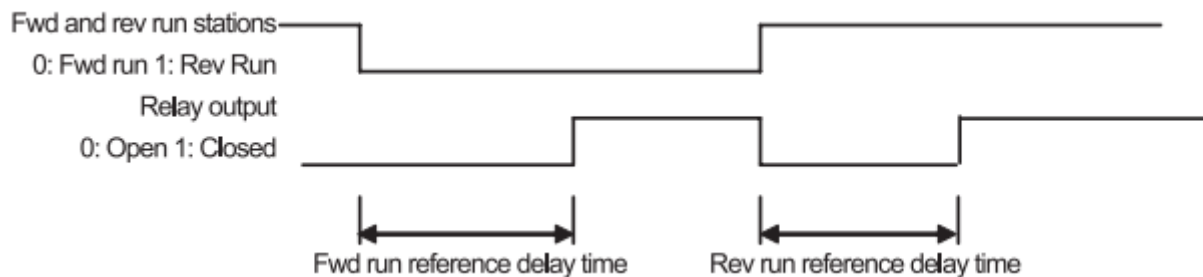 Fwd and rev run stations
0: Fwd run 1: Rev Run
Relay output
0: Open 1: Closed
Fwd run reference delay time
Rev run reference delay time